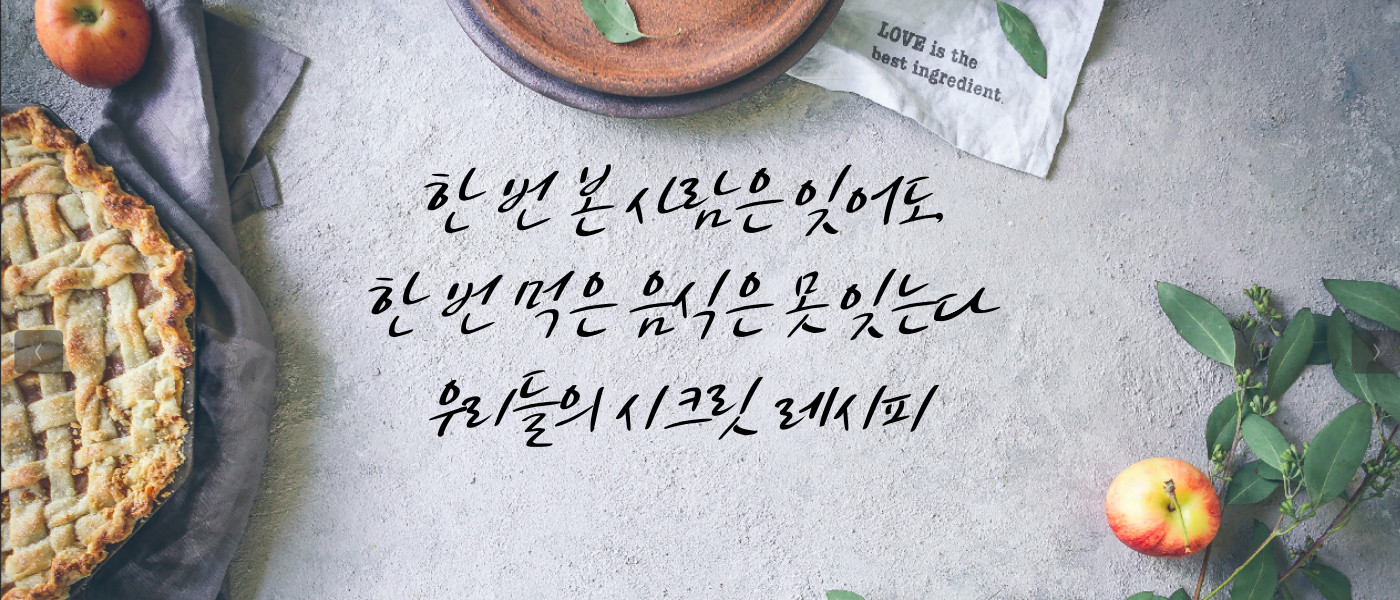 LOVE is the
best ingredient.
한 번 본 사람은 잊어도
한 번 먹은 음식은 못 잊는다
우리들의 시크릿 레시피